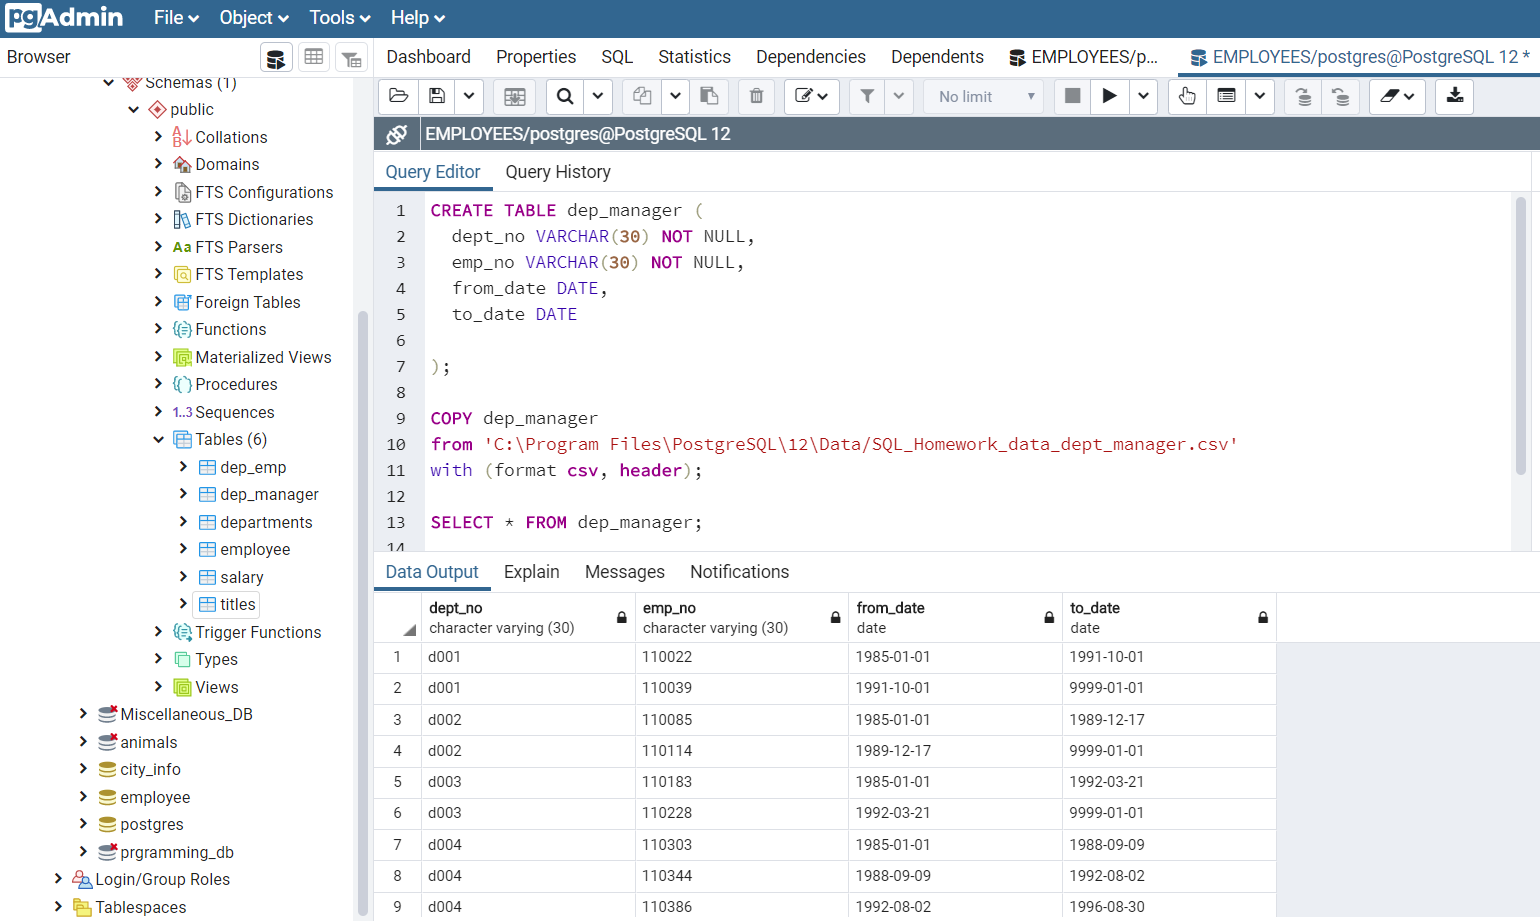 pgAdmin File Object Tools Help
Browser
Dashboard Properties SQL Statistics Dependencies Dependents EMPLOYEES/p... EMPLOYEES/postgres@PostgreSQL 12 *
No limit
EMPLOYEES/postgres@PostgreSQL 12
Query Editor Query History
Schemas (1)
public
Collations
Domains
FTS Configurations
FTS Dictionaries
Aa FTS Parsers
FTS Templates
Foreign Tables
Functions
Materialized Views
Procedures
1..3 Sequences
Tables (6)
dep_emp
dep_manager
departments
employee
salary
titles
Trigger Functions
Types
Views
Miscellaneous_DB
animals
city_info
employee
postgres
prgramming_db
Login/Group Roles
Tablespaces
1 CREATE TABLE dep_manager (
2 dept_no VARCHAR(30) NOT NULL,
3 emp_no VARCHAR(30) NOT NULL,
4 from_date DATE,
5 to_date DATE
6
7 );
8
9 COPY dep_manager
10 from 'C:\Program Files\PostgreSQL\12\Data/SQL_Homework_data_dept_manager.csv'
11 with (format csv, header);
12
13 SELECT * FROM dep_manager;
14
Data Output Explain Messages Notifications
dept_no emp_no from_date to_date
character varying (30) character varying (30) date date
1 d001 110022 1985-01-01 1991-10-01
2 d001 110039 1991-10-01 9999-01-01
3 d002 110085 1985-01-01 1989-12-17
4 d002 110114 1989-12-17 9999-01-01
5 d003 110183 1985-01-01 1992-03-21
6 d003 110228 1992-03-21 9999-01-01
7 d004 110303 1985-01-01 1988-09-09
8 d004 110344 1988-09-09 1992-08-02
9 d004 110386 1992-08-02 1996-08-30